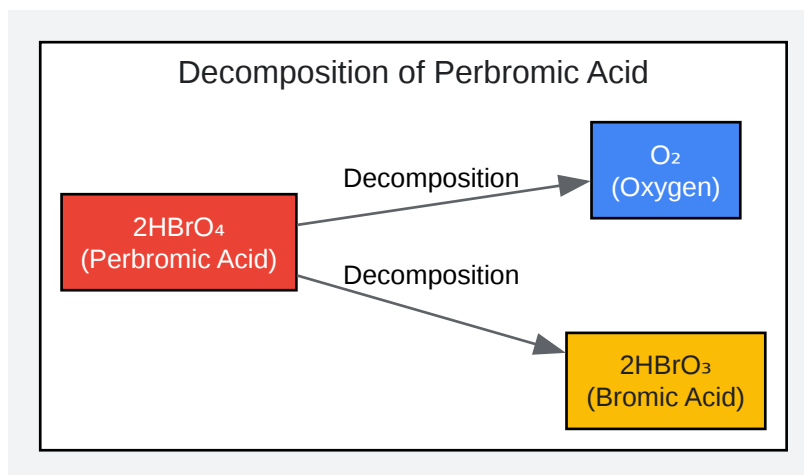 Decomposition of Perbromic Acid
O₂
(Oxygen)
Decomposition
2HBrO₄
(Perbromic Acid)
Decomposition
2HBrO₃
(Bromic Acid)